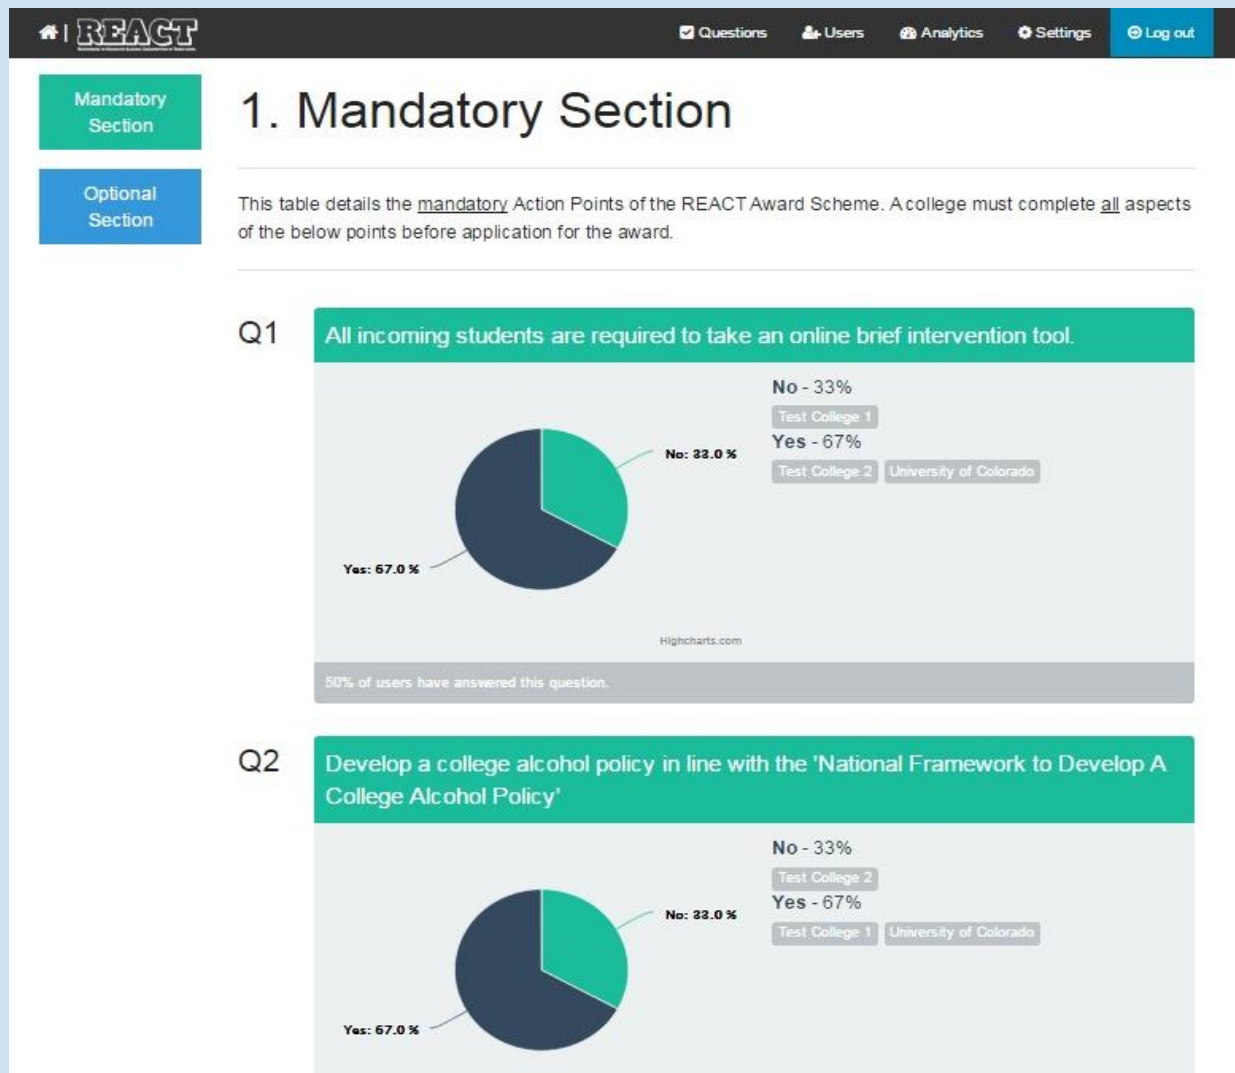 REACT
Questions
Users
Analytics
Settings
Log out
Mandatory
Section
Optional
Section
1. Mandatory Section
This table details the mandatory Action Points of the REACT Award Scheme. A college must complete all aspects
of the below points before application for the award.
Q1
All incoming students are required to take an online brief intervention tool.
No - 33%
Test College 1
Yes - 67%
Test College 2 University of Colorado
No: 33.0 %
Yes: 67.0 %
Highcharts.com
50% of users have answered this question.
Q2
Develop a college alcohol policy in line with the 'National Framework to Develop A
College Alcohol Policy'
No - 33%
Test College 2
Yes - 67%
Test College 1 University of Colorado
No: 33.0 %
Yes: 67.0 %